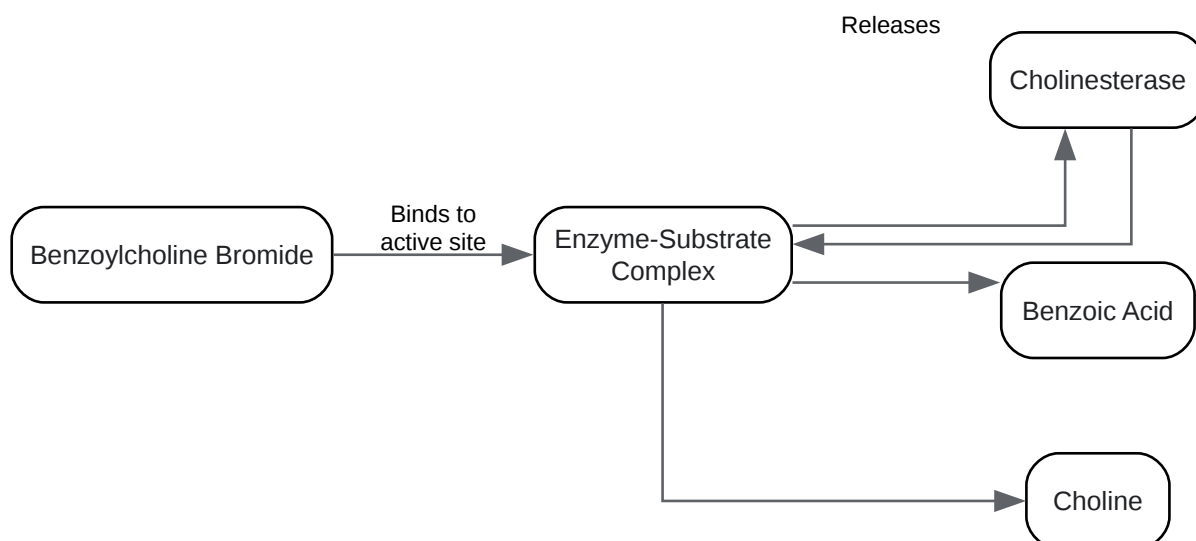 Releases
Cholinesterase
Binds to
active site
Benzoylcholine Bromide
Enzyme-Substrate
Complex
Benzoic Acid
Choline